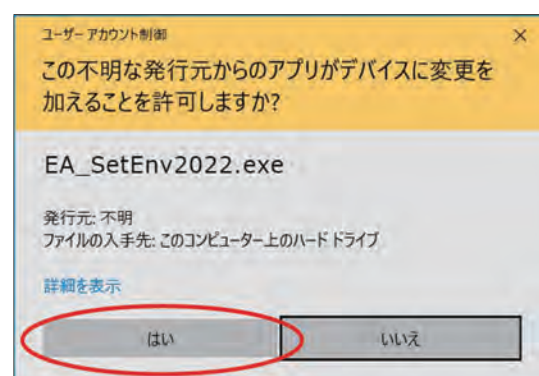 ユーザー アカウント制御
この不明な発行元からのアプリがデバイスに変更を
加えることを許可しますか?
EA_SetEnv2022.exe
発行元: 不明
ファイルの入手先: このコンピューター上のハード ドライブ
詳細を表示
はい
いいえ